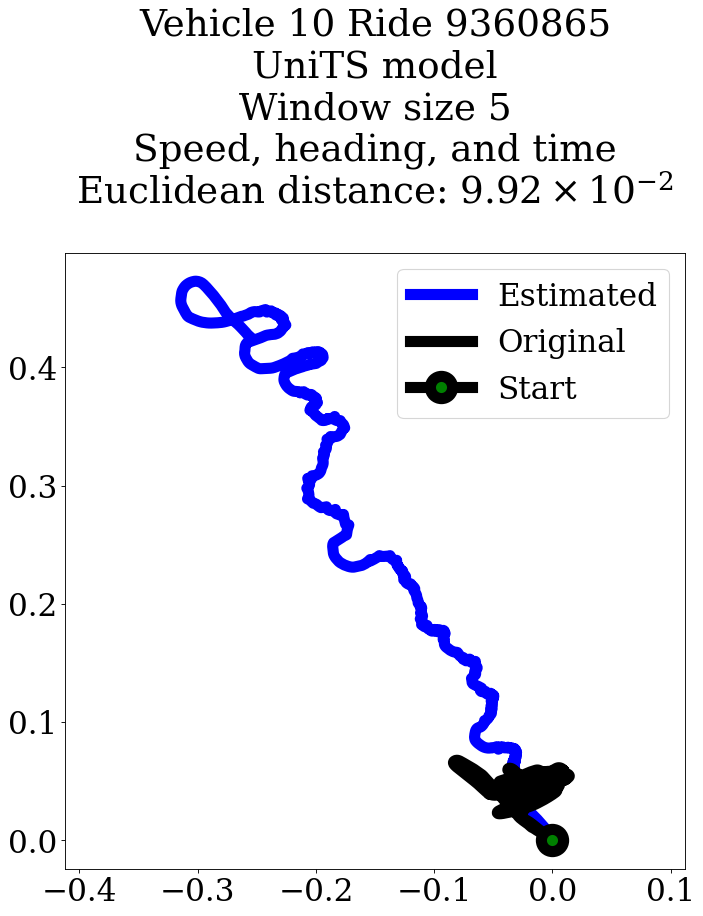 Vehicle 10 Ride 9360865
UniTS model
Window size 5
Speed, heading, and time
Euclidean distance: 9.92 × 10⁻²
Estimated
Original
Start
0.4
0.3
0.2
0.1
0.0
−0.4 −0.3 −0.2 −0.1 0.0 0.1